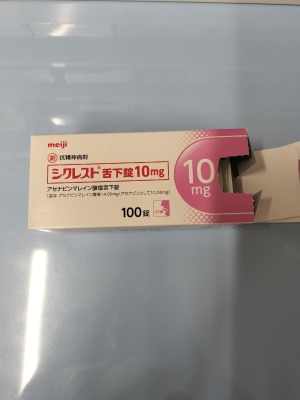 meiji
劇 抗精神病剤
シクレスト® 舌下錠10mg
アセナピンマレイン酸塩舌下錠
100錠
10
mg